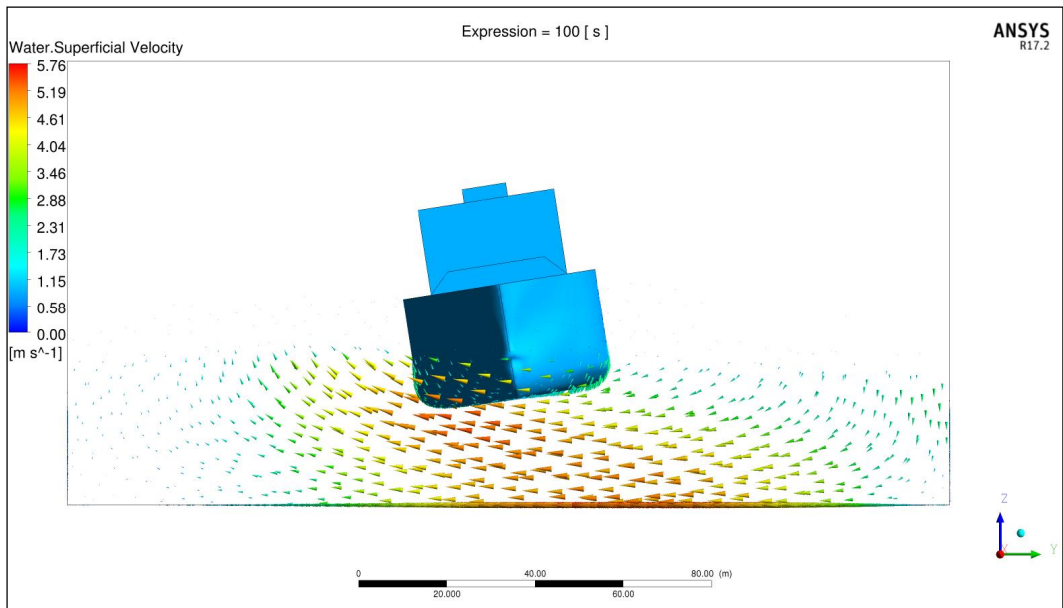 Expression = 100 [ s ]
ANSYS
R17.2
Water.Superficial Velocity
5.76
5.19
4.61
4.04
3.46
2.88
2.31
1.73
1.15
0.58
0.00
[m s^-1]
Z
X
Y
0 40.00 80.00 (m)
20.000 60.00